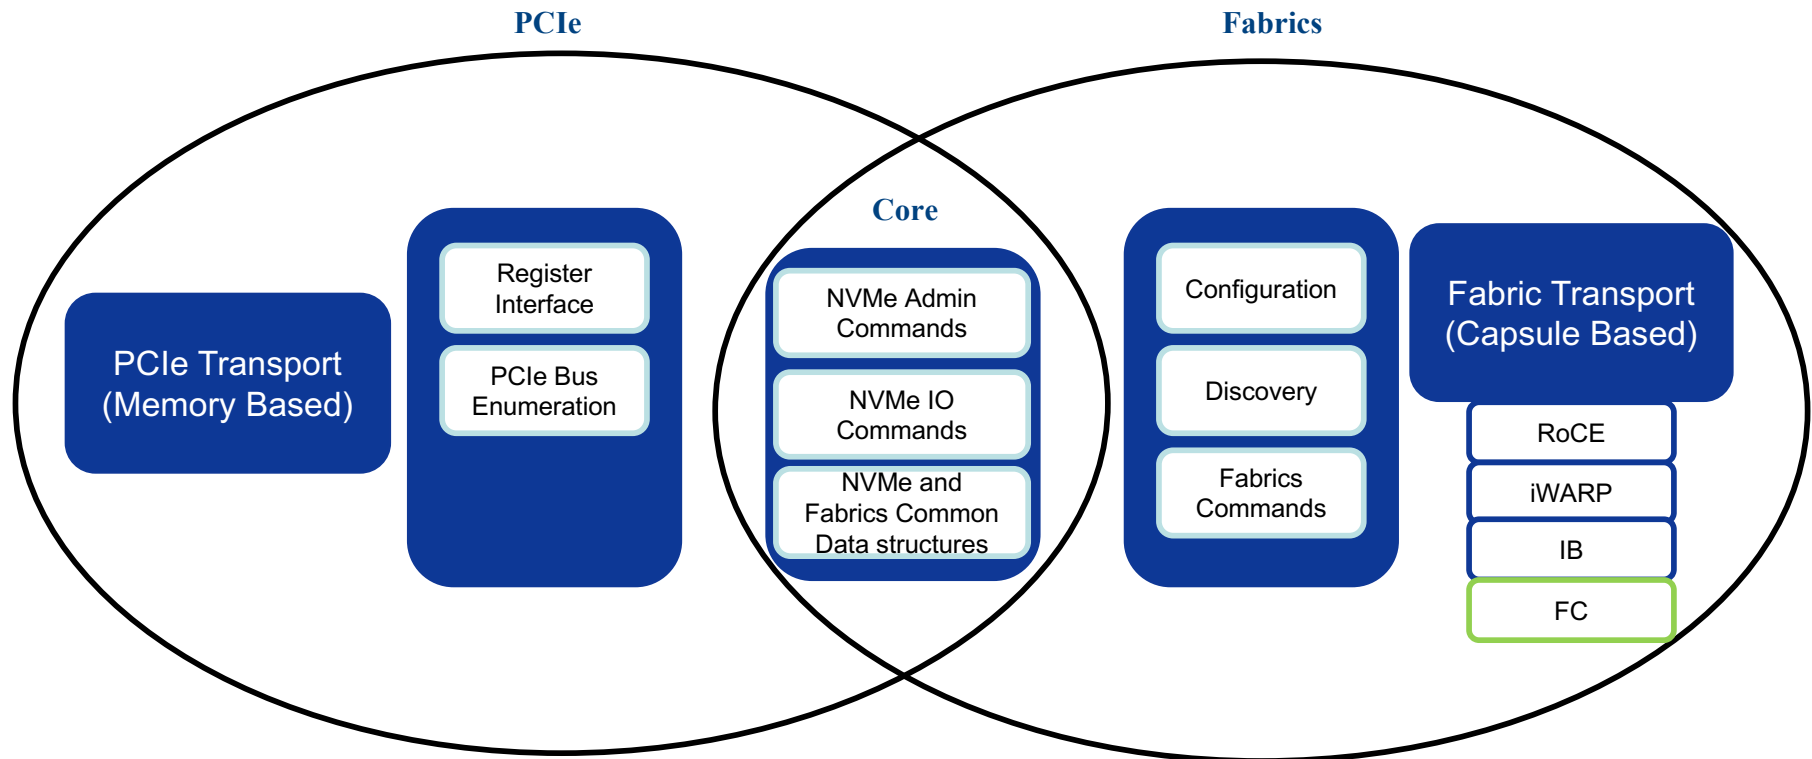 PCIe
Fabrics
Core
PCIe Transport
(Memory Based)
Register
Interface
PCIe Bus
Enumeration
NVMe Admin
Commands
NVMe IO
Commands
NVMe and
Fabrics Common
Data structures
Configuration
Discovery
Fabrics
Commands
Fabric Transport
(Capsule Based)
RoCE
iWARP
IB
FC